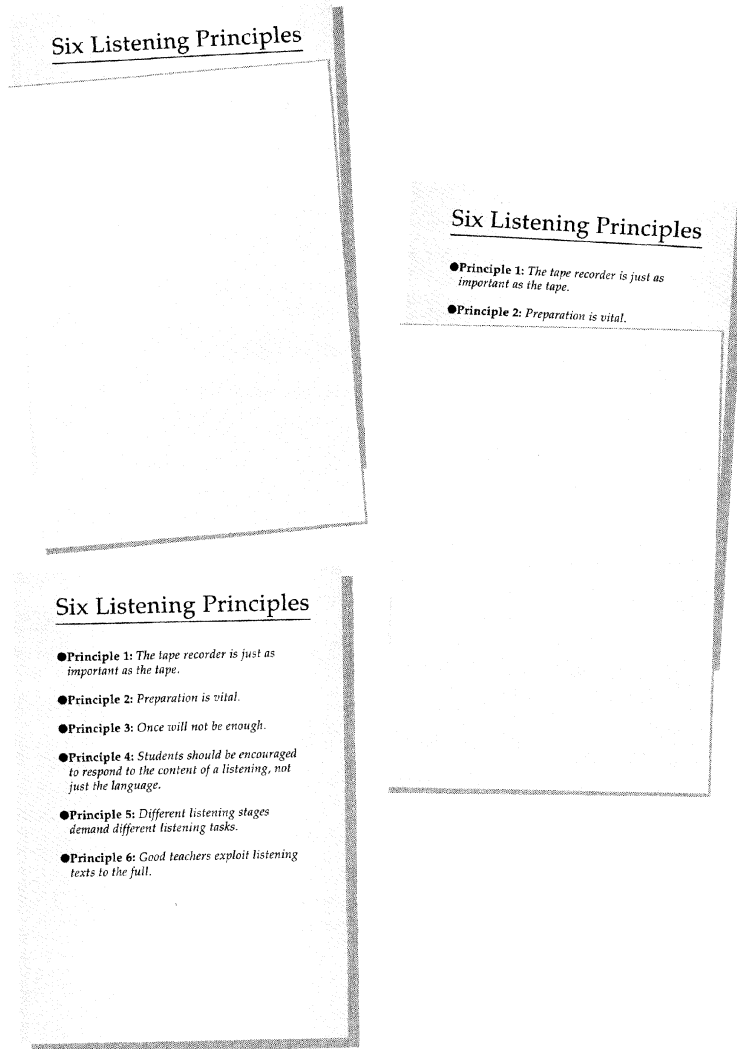 Six Listening Principles
Six Listening Principles
●Principle 1: The tape recorder is just as
important as the tape.
●Principle 2: Preparation is vital.
Six Listening Principles
●Principle 1: The tape recorder is just as
important as the tape.
●Principle 2: Preparation is vital.
●Principle 3: Once will not be enough.
●Principle 4: Students should be encouraged
to respond to the content of a listening, not
just the language.
●Principle 5: Different listening stages
demand different listening tasks.
●Principle 6: Good teachers exploit listening
texts to the full.